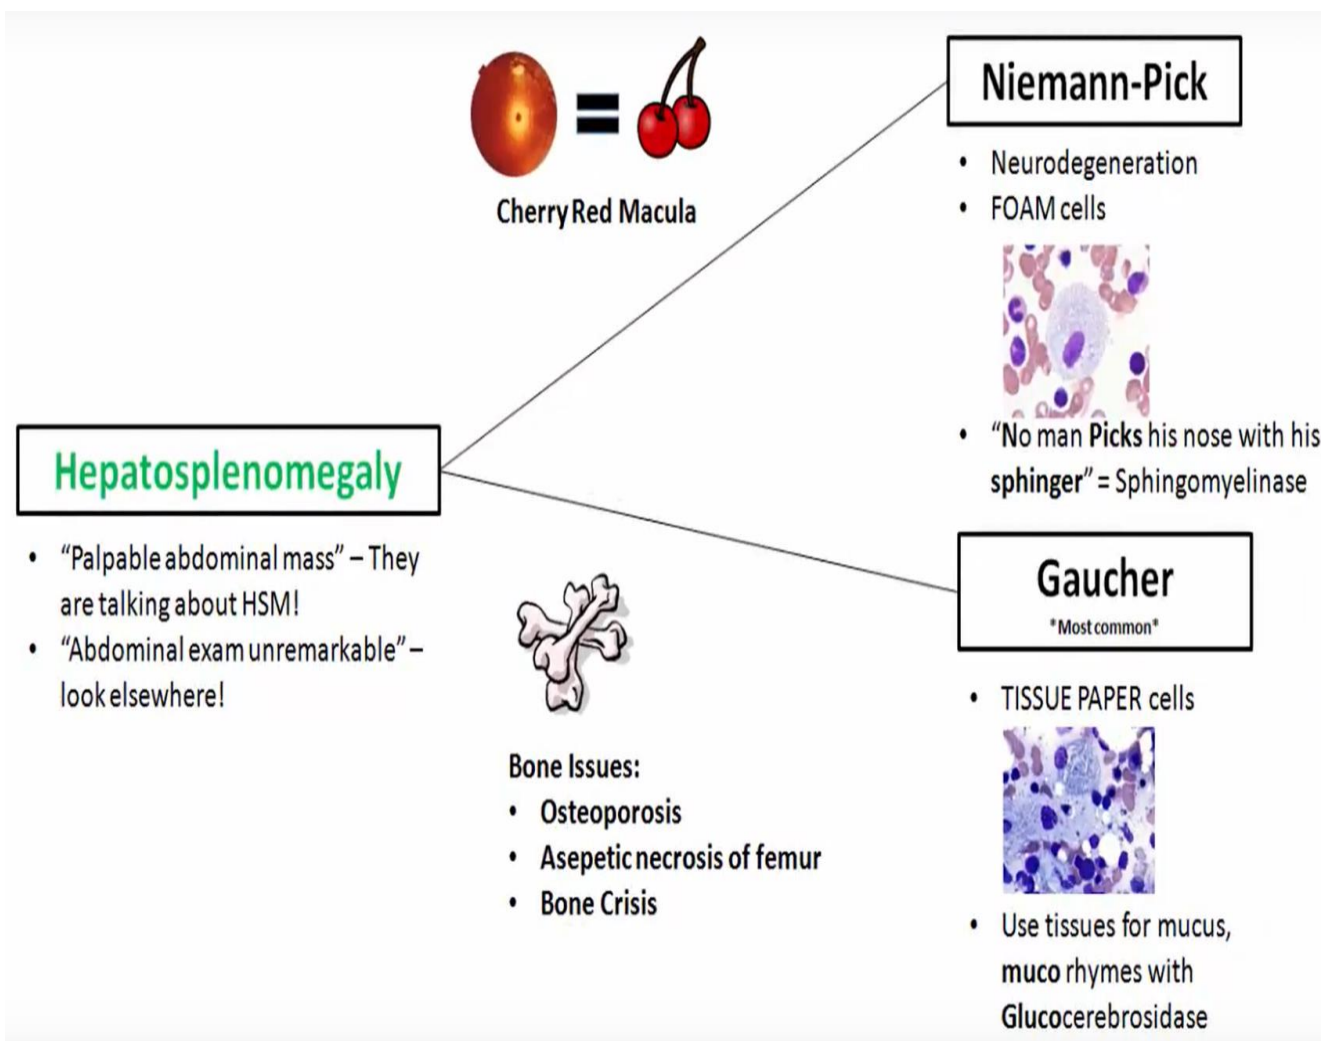 Cherry Red Macula
Niemann-Pick
• Neurodegeneration
• FOAM cells
• “No man Picks his nose with his
sphinger” = Sphingomyelinase
Hepatosplenomegaly
• “Palpable abdominal mass” – They
are talking about HSM!
• “Abdominal exam unremarkable” –
look elsewhere!
Bone Issues:
• Osteoporosis
• Asepetic necrosis of femur
• Bone Crisis
Gaucher
*Most common*
• TISSUE PAPER cells
• Use tissues for mucus,
muco rhymes with
Glucocerebrosidase